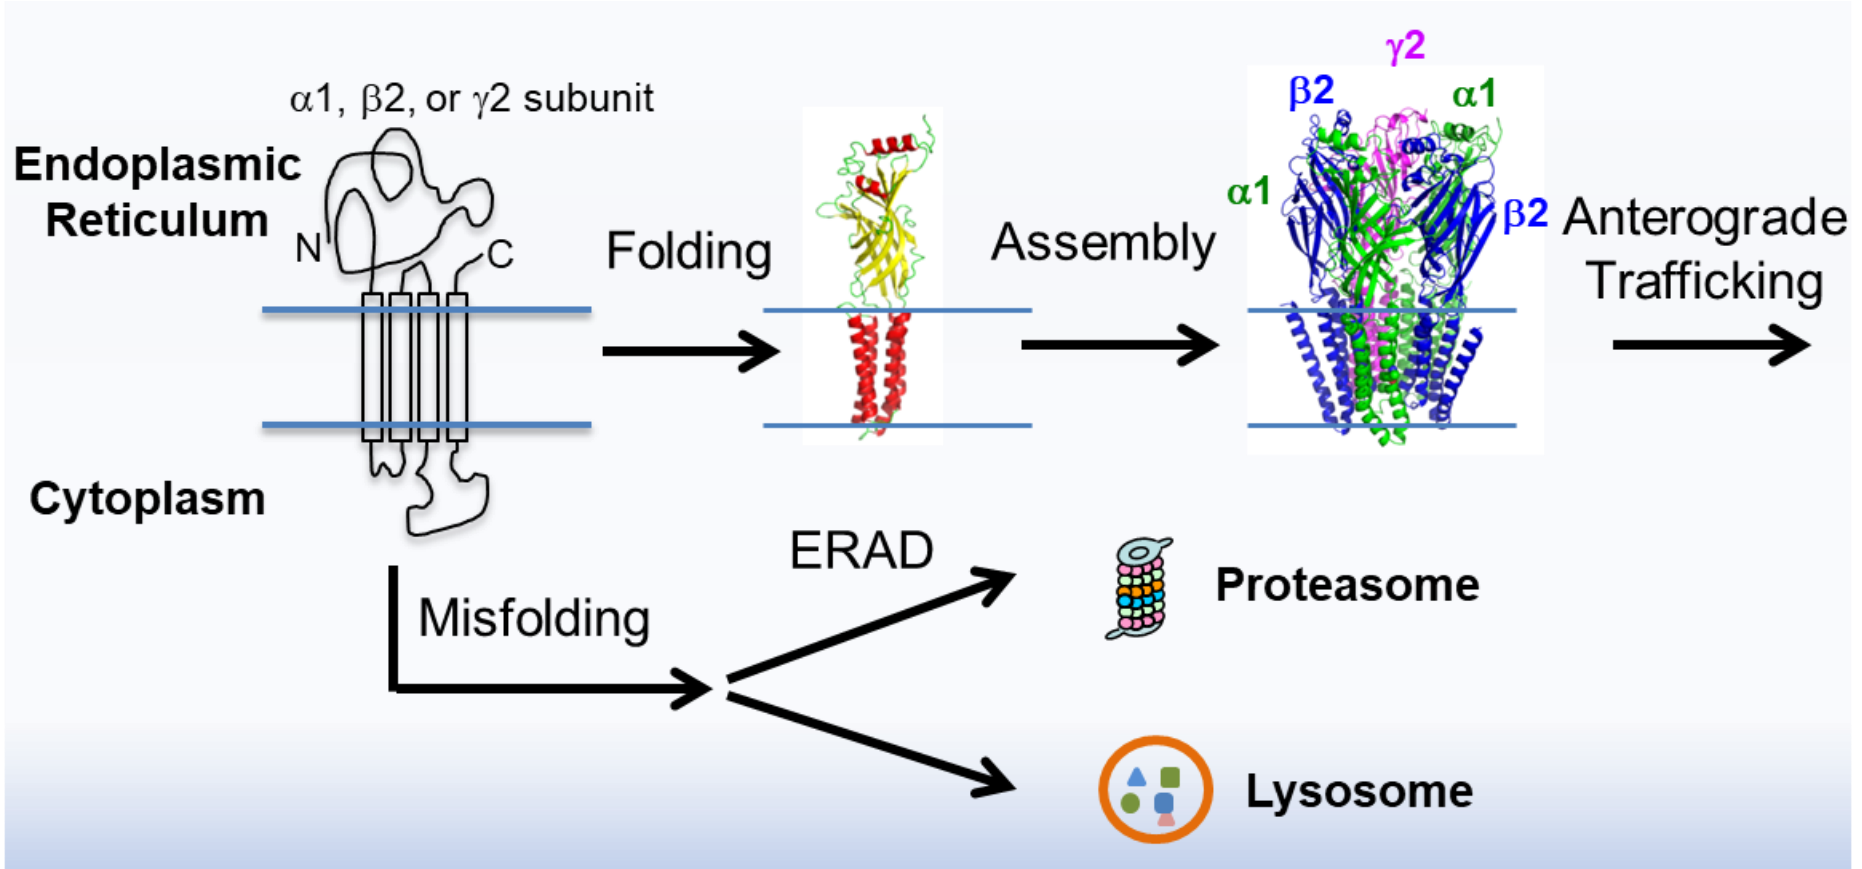 α1, β2, or γ2 subunit
Endoplasmic
Reticulum
N
C
Folding
Assembly
γ2
β2
α1
α1
β2
Anterograde
Trafficking
Cytoplasm
Misfolding
ERAD
Proteasome
Lysosome